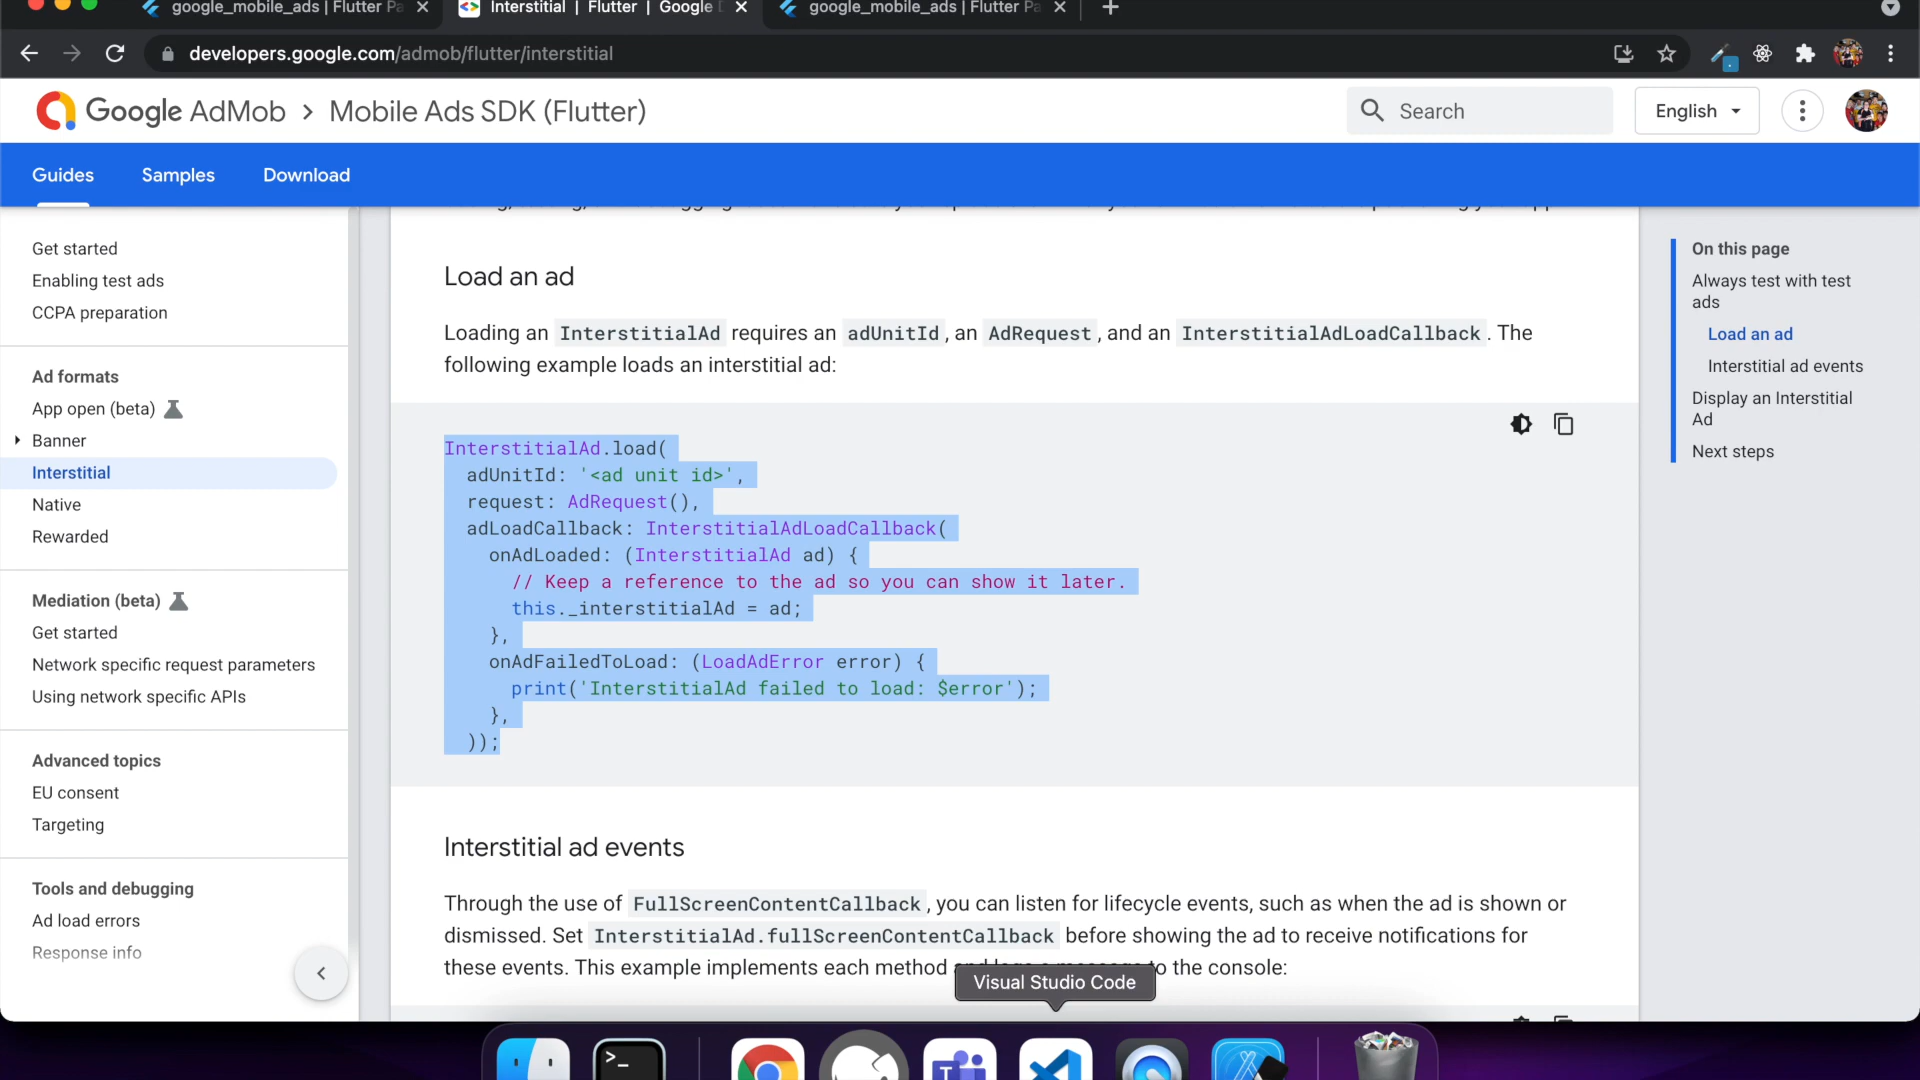 google_mobile_ads | Flutter Pa
Interstitial | Flutter | Google D
google_mobile_ads | Flutter Pa
developers.google.com/admob/flutter/interstitial
Google AdMob > Mobile Ads SDK (Flutter)
Search
English
Guides
Samples
Download
Get started
Enabling test ads
CCPA preparation
Ad formats
App open (beta)
Banner
Interstitial
Native
Rewarded
Mediation (beta)
Get started
Network specific request parameters
Using network specific APIs
Advanced topics
EU consent
Targeting
Tools and debugging
Ad load errors
Response info
Load an ad
Loading an InterstitialAd requires an adUnitId, an AdRequest, and an InterstitialAdLoadCallback. The
following example loads an interstitial ad:
InterstitialAd.load(
adUnitId: '<ad unit id>',
request: AdRequest(),
adLoadCallback: InterstitialAdLoadCallback(
onAdLoaded: (InterstitialAd ad) {
// Keep a reference to the ad so you can show it later.
this._interstitialAd = ad;
},
onAdFailedToLoad: (LoadAdError error) {
print('InterstitialAd failed to load: $error');
},
));
Interstitial ad events
Through the use of FullScreenContentCallback, you can listen for lifecycle events, such as when the ad is shown or
dismissed. Set InterstitialAd.fullScreenContentCallback before showing the ad to receive notifications for
these events. This example implements each method and logs a message to the console:
On this page
Always test with test
ads
Load an ad
Interstitial ad events
Display an Interstitial
Ad
Next steps
Visual Studio Code